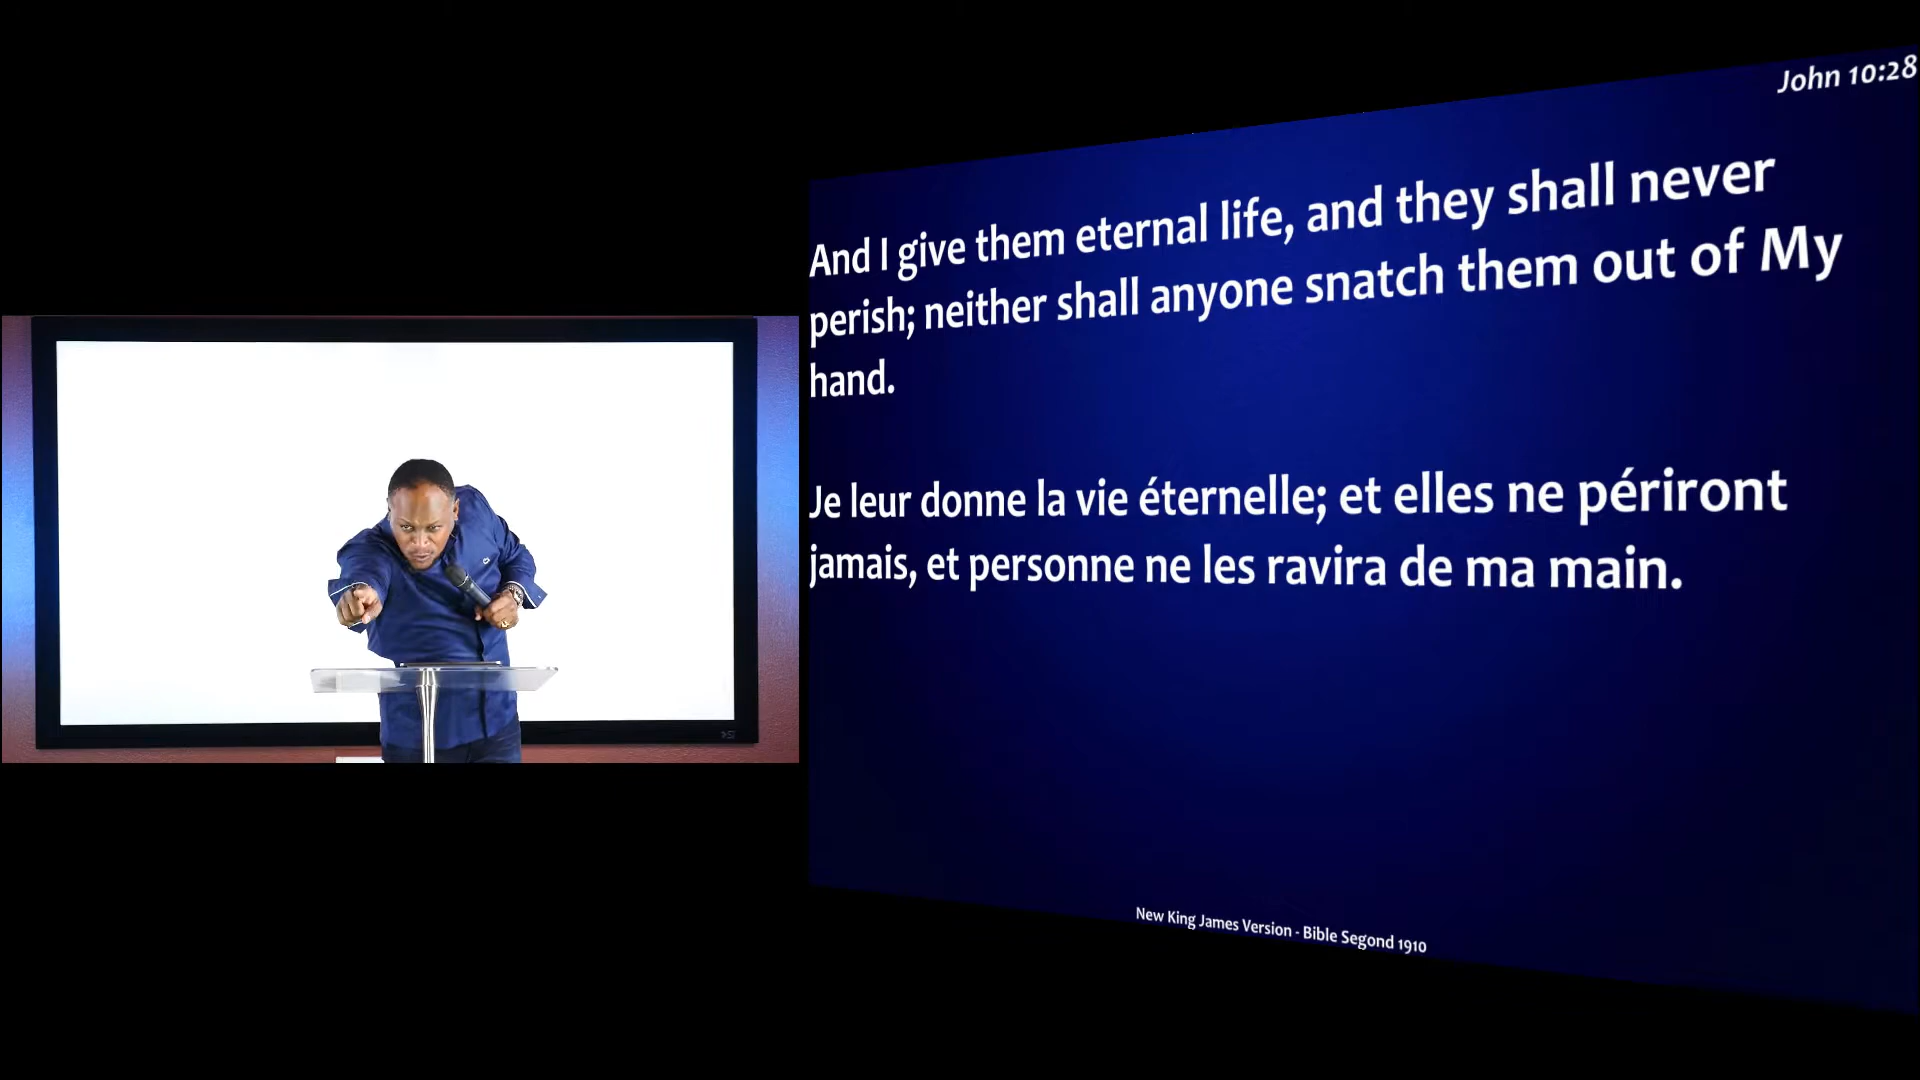 John 10:28
And I give them eternal life, and they shall never
perish; neither shall anyone snatch them out of My
hand.
Je leur donne la vie éternelle; et elles ne périront
jamais, et personne ne les ravira de ma main.
New King James Version - Bible Segond 1910